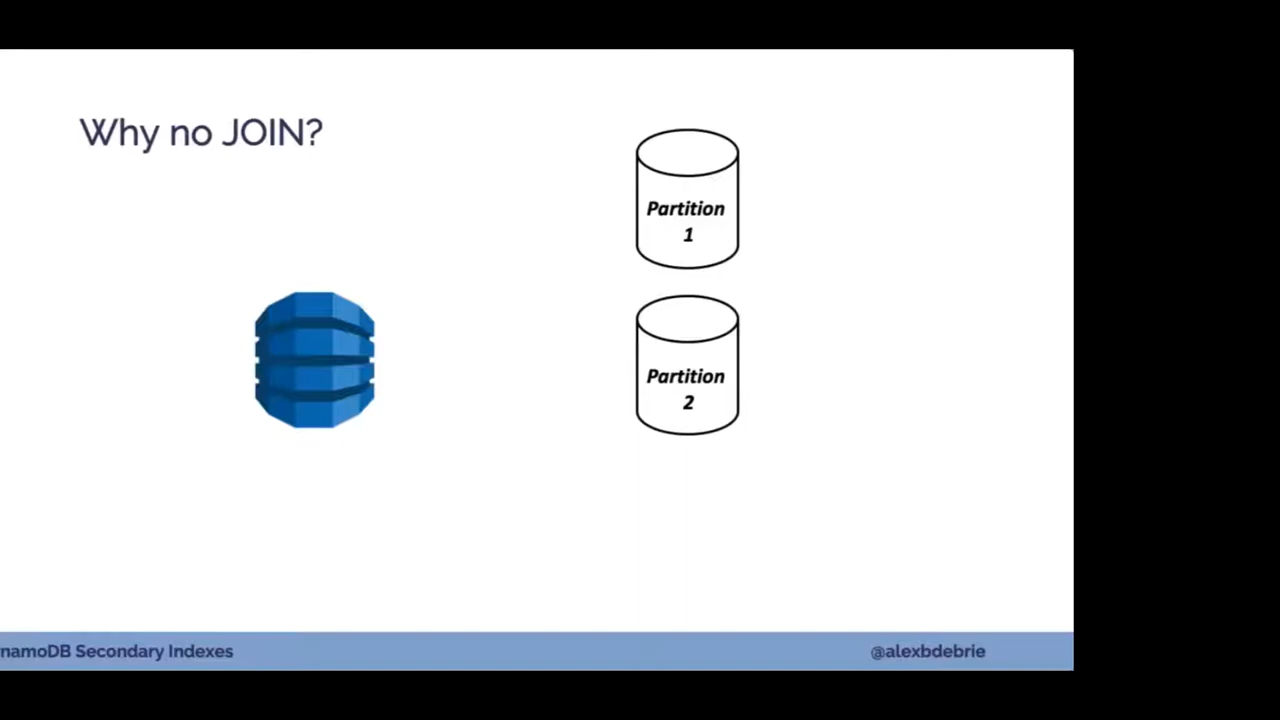 Why no JOIN?
Partition
1
Partition
2
namoDB Secondary Indexes
@alexbdebrie